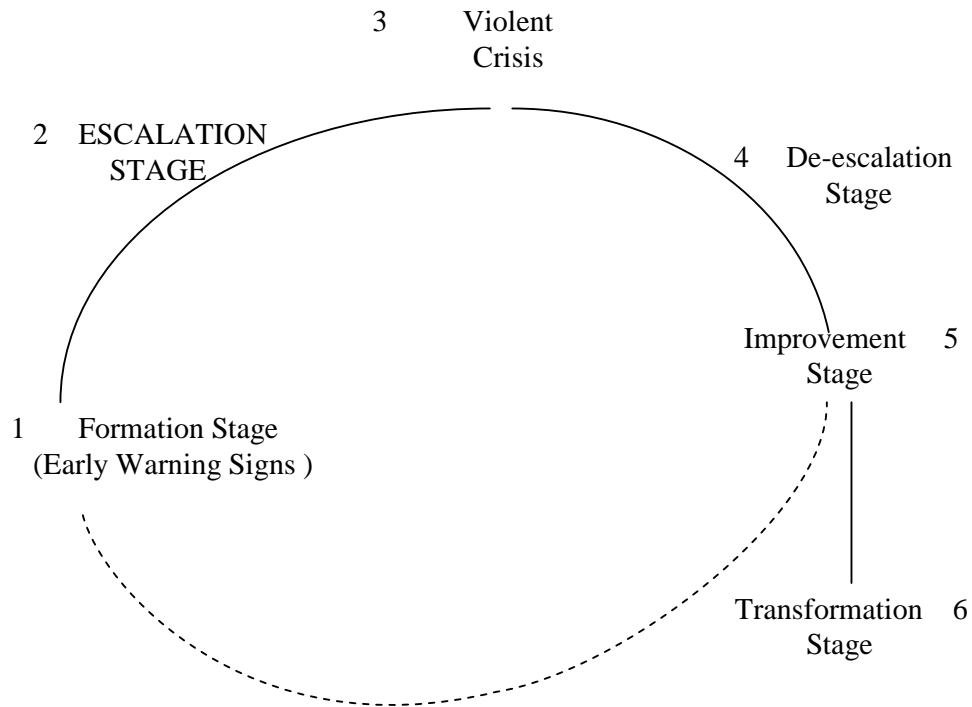 3 Violent
Crisis
2 ESCALATION
STAGE
4 De-escalation
Stage
Improvement 5
Stage
1 Formation Stage
(Early Warning Signs )
Transformation 6
Stage